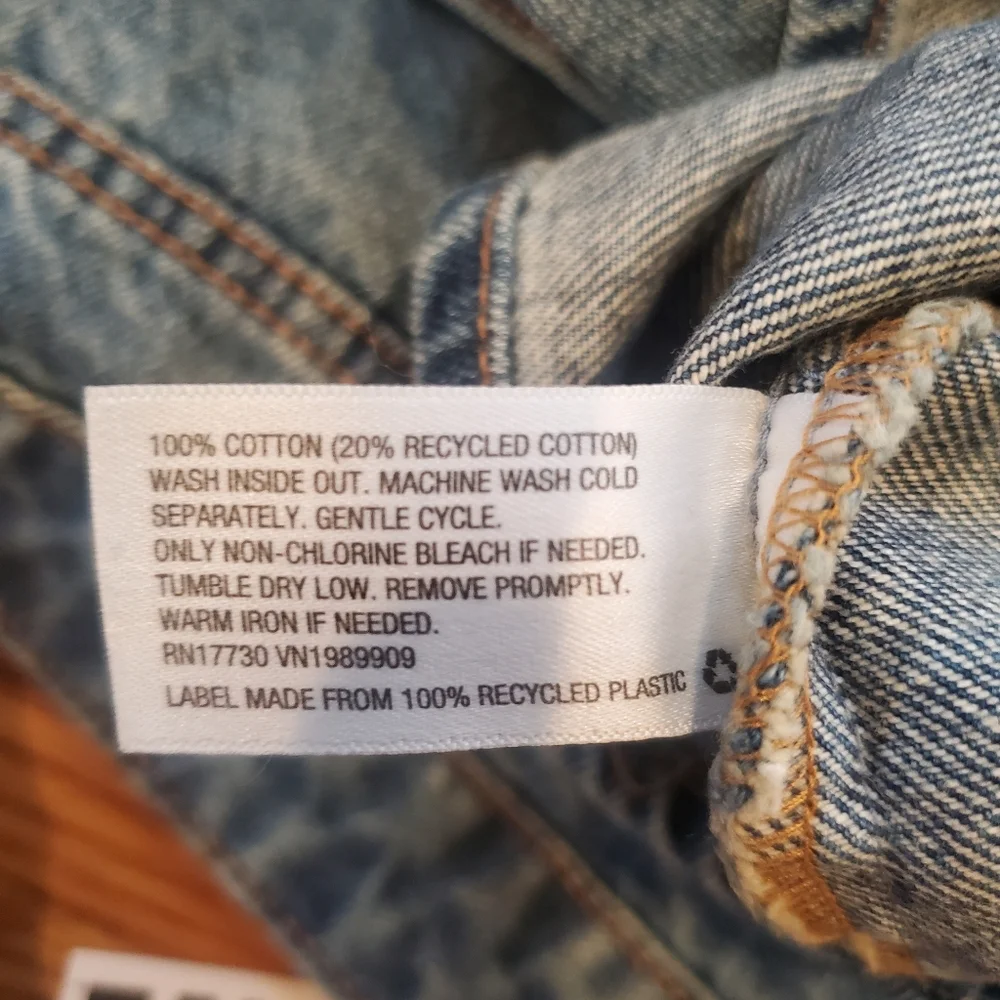 100% COTTON (20% RECYCLED COTTON)
WASH INSIDE OUT. MACHINE WASH COLD
SEPARATELY. GENTLE CYCLE.
ONLY NON-CHLORINE BLEACH IF NEEDED.
TUMBLE DRY LOW. REMOVE PROMPTLY.
WARM IRON IF NEEDED.
RN17730 VN1989909
LABEL MADE FROM 100% RECYCLED PLASTIC